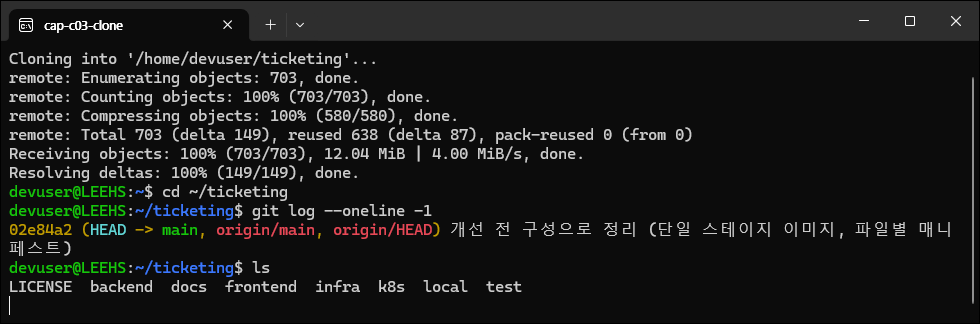 cap-c03-clone
Cloning into '/home/devuser/ticketing'...
remote: Enumerating objects: 703, done.
remote: Counting objects: 100% (703/703), done.
remote: Compressing objects: 100% (580/580), done.
remote: Total 703 (delta 149), reused 638 (delta 87), pack-reused 0 (from 0)
Receiving objects: 100% (703/703), 12.04 MiB | 4.00 MiB/s, done.
Resolving deltas: 100% (149/149), done.
devuser@LEEHS:~$ cd ~/ticketing
devuser@LEEHS:~/ticketing$ git log --oneline -1
02e84a2 (HEAD -> main, origin/main, origin/HEAD) 개선 전 구성으로 정리 (단일 스테이지 이미지, 파일별 매니
페스트)
devuser@LEEHS:~/ticketing$ ls
LICENSE  backend  docs  frontend  infra  k8s  local  test